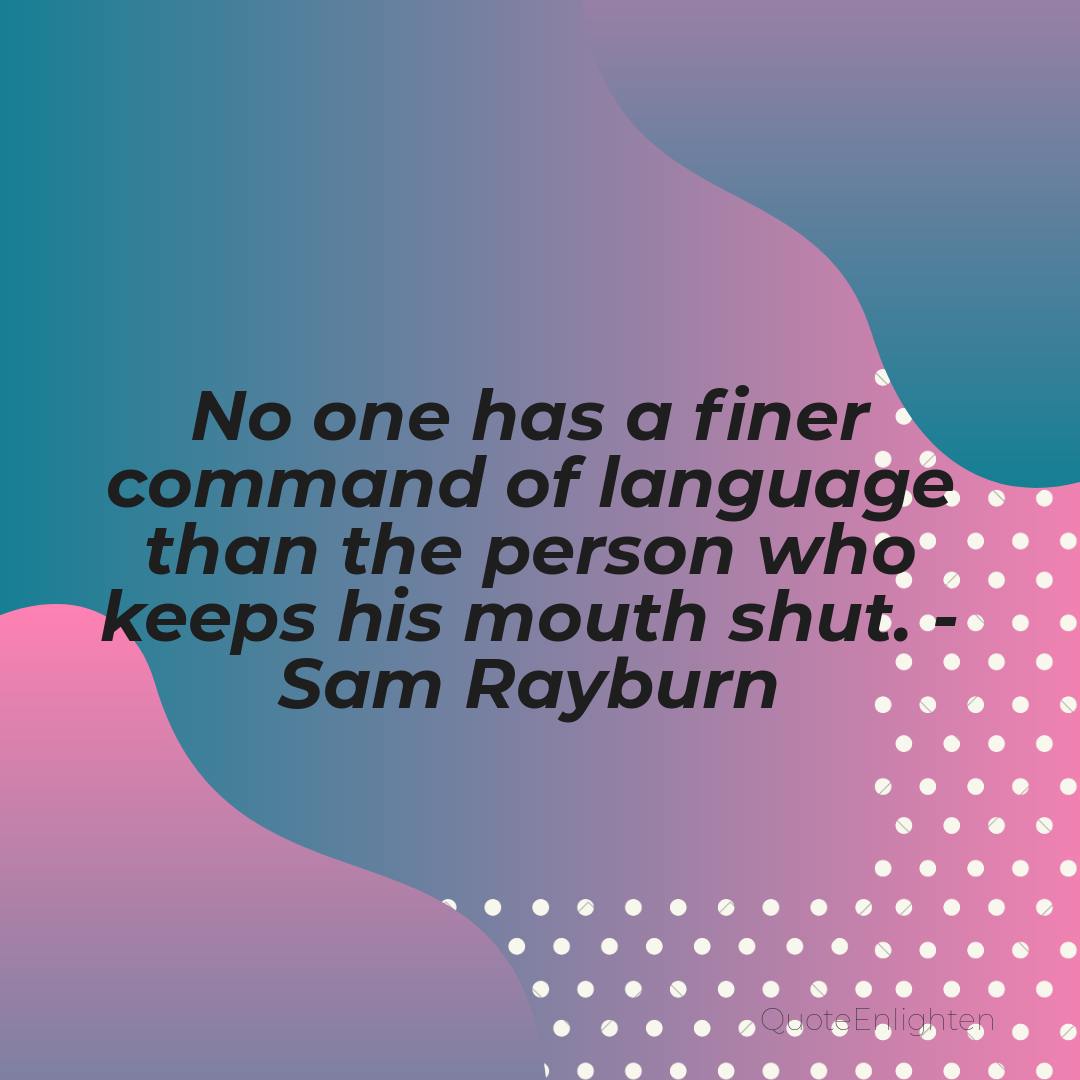 No one has a finer
command of language
than the person who
keeps his mouth shut. -
Sam Rayburn
QuoteEnlighten